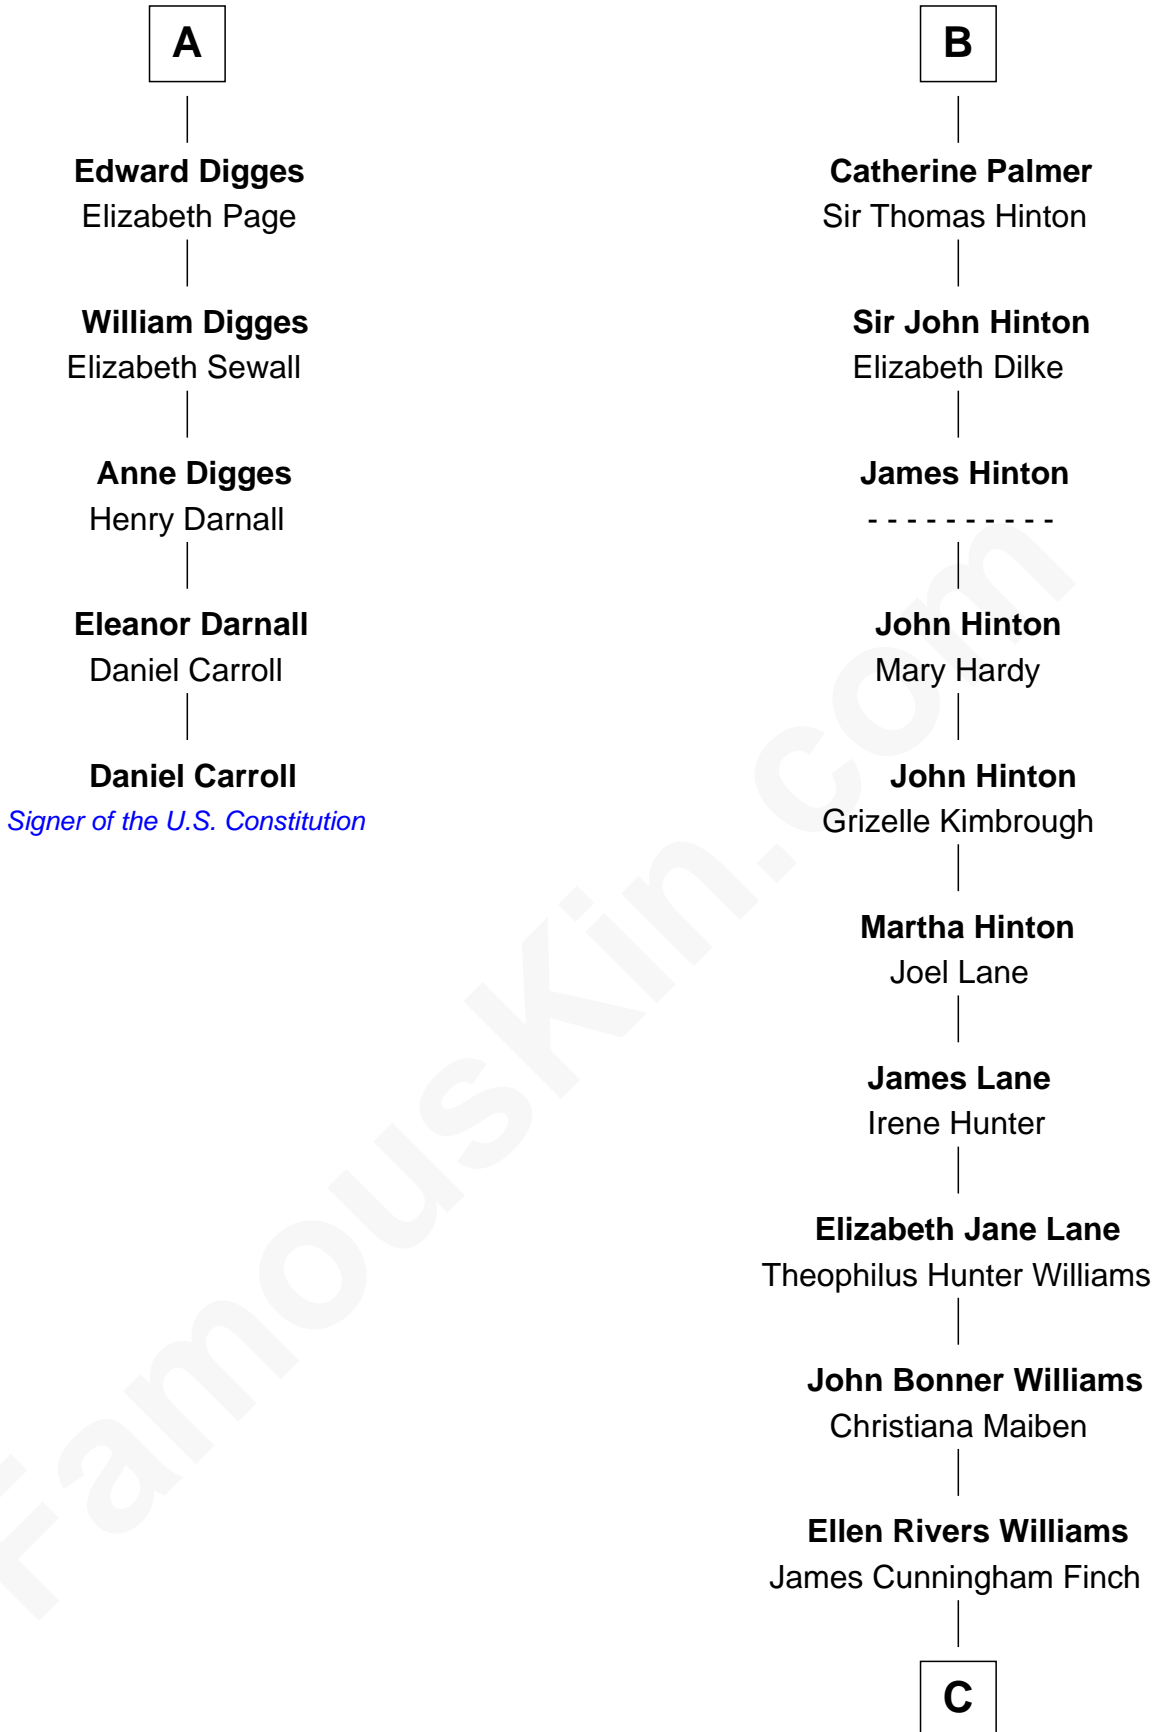 A
Edward Digges
Elizabeth Page
William Digges
Elizabeth Sewall
Anne Digges
Henry Darnall
Eleanor Darnall
Daniel Carroll
Daniel Carroll
Signer of the U.S. Constitution
B
Catherine Palmer
Sir Thomas Hinton
Sir John Hinton
Elizabeth Dilke
James Hinton
- - - - - - - - - -
John Hinton
Mary Hardy
John Hinton
Grizelle Kimbrough
Martha Hinton
Joel Lane
James Lane
Irene Hunter
Elizabeth Jane Lane
Theophilus Hunter Williams
John Bonner Williams
Christiana Maiben
Ellen Rivers Williams
James Cunningham Finch
C
FamousKin.com